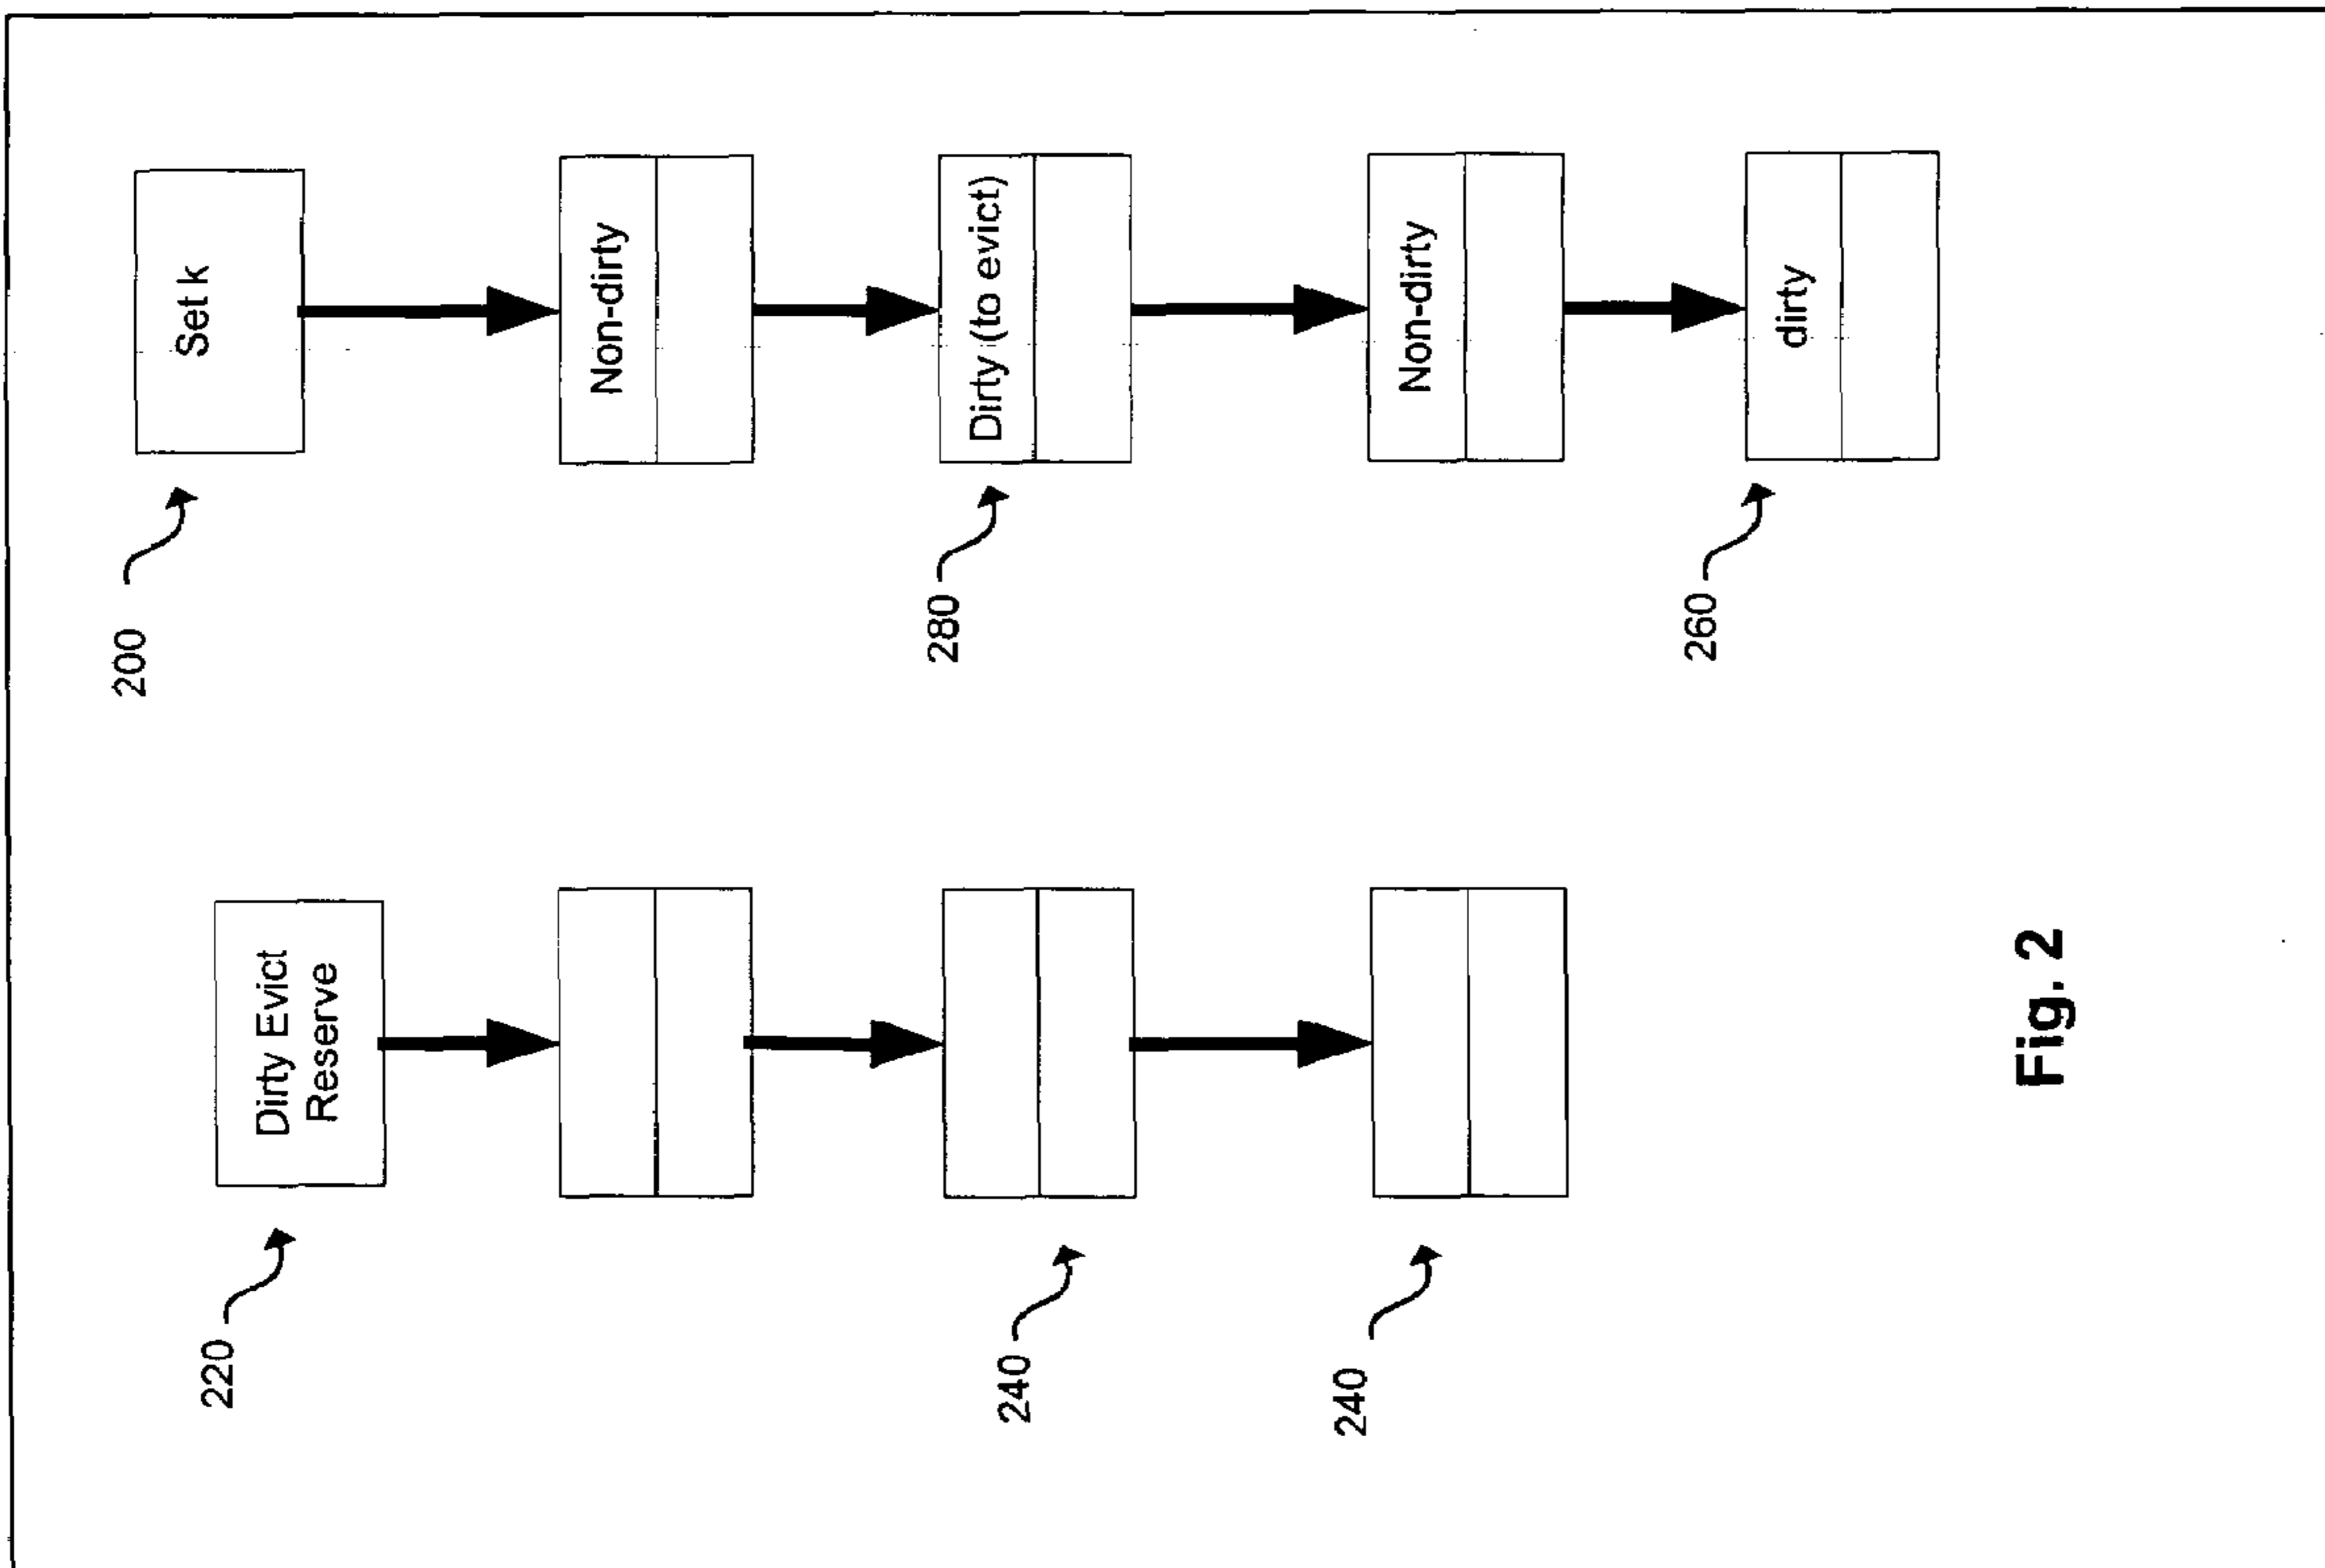 200
Set k
Non-dirty
280
Dirty (to evict)
Non-dirty
260
dirty
220
Dirty Evict
Reserve
240
240
Fig. 2